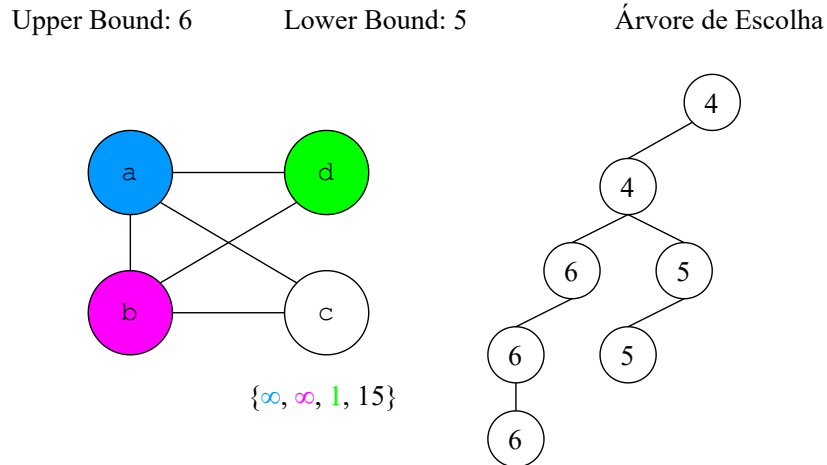 Upper Bound: 6 Lower Bound: 5 Árvore de Escolha
4
a d
4
6 5
b c
6 5
{∞, ∞, 1, 15}
6